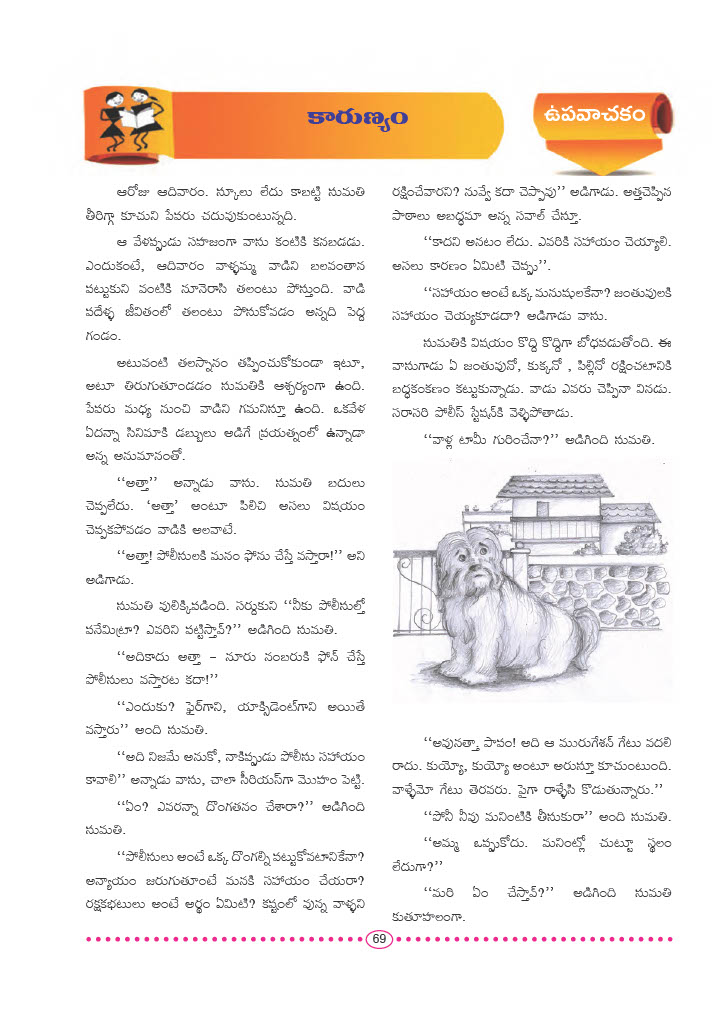 కారుణ్యం
ఉపవాచకం
ఆరోజు ఆదివారం. స్కూలు లేదు కాబట్టి సుమతి
తీరిగ్గా కూచుని పేపరు చదువుకుంటున్నది.
ఆ వేళప్పుడు సహజంగా వాసు కంటికి కనబడడు.
ఎందుకంటే, ఆదివారం వాళ్ళమ్మ వాడిని బలవంతాన
పట్టుకుని వంటికి నూనెరాసి తలంటు పోస్తుంది. వాడి
పదేళ్ళ జీవితంలో తలంటు పోసుకోవడం అన్నది పెద్ద
గండం.
అటువంటి తలస్నానం తప్పించుకోకుండా ఇటూ,
అటూ తిరుగుతూండడం సుమతికి ఆశ్చర్యంగా ఉంది.
పేపరు మధ్య నుంచి వాడిని గమనిస్తూ ఉంది. ఒకవేళ
ఏదన్నా సినిమాకి డబ్బులు అడిగే ప్రయత్నంలో ఉన్నాడా
అన్న అనుమానంతో.
‘‘అత్తా’’ అన్నాడు వాసు. సుమతి బదులు
చెప్పలేదు. ‘అత్తా’ అంటూ పిలిచి అసలు విషయం
చెప్పకపోవడం వాడికి అలవాటే.
‘‘అత్తా! పోలీసులకి మనం ఫోను చేస్తే వస్తారా!’’ అని
అడిగాడు.
సుమతి వులిక్కిపడింది. సర్దుకుని ‘‘నీకు పోలీసుల్తో
పనేమిట్రా? ఎవరిని పట్టిస్తావ్?’’ అడిగింది సుమతి.
‘‘అదికాదు అత్తా – నూరు నంబరుకి ఫోన్ చేస్తే
పోలీసులు వస్తారట కదా!’’
‘‘ఎందుకు? ఫైర్‌గాని, యాక్సిడెంట్‌గాని అయితే
వస్తారు’’ అంది సుమతి.
‘‘అది నిజమే అనుకో, నాకిప్పుడు పోలీసు సహాయం
కావాలి’’ అన్నాడు వాసు, చాలా సీరియస్‌గా మొహం పెట్టి.
‘‘ఏం? ఎవరన్నా దొంగతనం చేశారా?’’ అడిగింది
సుమతి.
‘‘పోలీసులు అంటే ఒక్క దొంగల్ని పట్టుకోవటానికేనా?
అన్యాయం జరుగుతూంటే మనకి సహాయం చేయరా?
రక్షకభటులు అంటే అర్థం ఏమిటి? కష్టంలో వున్న వాళ్ళని
రక్షించేవారని? నువ్వే కదా చెప్పావు’’ అడిగాడు. అత్తచెప్పిన
పాఠాలు అబద్ధమా అన్న సవాల్ చేస్తూ.
‘‘కాదని అనటం లేదు. ఎవరికి సహాయం చెయ్యాలి.
అసలు కారణం ఏమిటి చెప్పు’’.
‘‘సహాయం అంటే ఒక్క మనుషులకేనా? జంతువులకి
సహాయం చెయ్యకూడదా? అడిగాడు వాసు.
సుమతికి విషయం కొద్ది కొద్దిగా బోధపడుతోంది. ఈ
వాసుగాడు ఏ జంతువునో, కుక్కనో , పిల్లినో రక్షించటానికి
బద్ధకంకణం కట్టుకున్నాడు. వాడు ఎవరు చెప్పినా వినడు.
సరాసరి పోలీస్ స్టేషన్‌కి వెళ్ళిపోతాడు.
‘‘వాళ్ల టామీ గురించేనా?’’ అడిగింది సుమతి.
‘‘అవునత్తా, పాపం! అది ఆ మురుగేశన్ గేటు వదలి
రాదు. కుయ్యో, కుయ్యో అంటూ అరుస్తూ కూచుంటుంది.
వాళ్ళేమో గేటు తెరవరు. పైగా రాళ్ళేసి కొడుతున్నారు.’’
‘‘పోనీ నీవు మనింటికి తీసుకురా’’ అంది సుమతి.
‘‘అమ్మ ఒప్పుకోదు. మనింట్లో చుట్టూ స్థలం
లేదుగా?’’
‘‘మరి ఏం చేస్తావ్?’’ అడిగింది సుమతి
కుతూహలంగా.
69